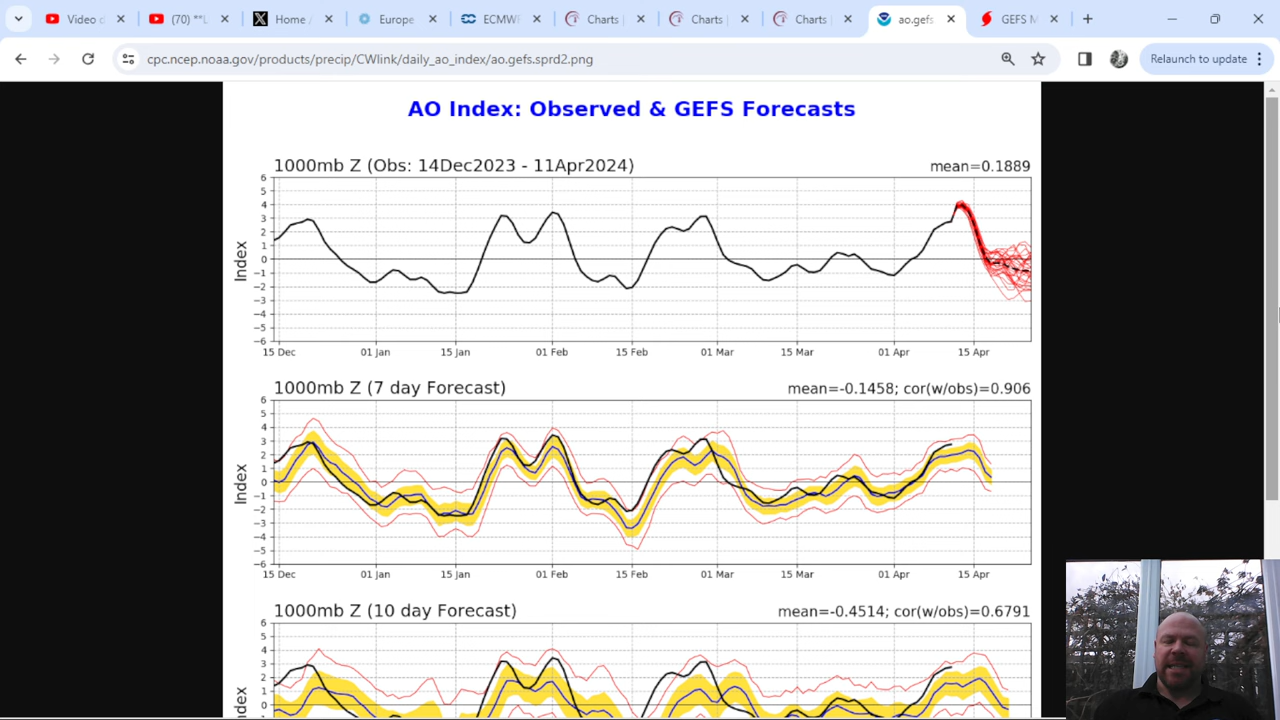 Video d
(70) **L
Home /
Europe
ECMWF
Charts
Charts
Charts
ao.gefs
GEFS M
cpc.ncep.noaa.gov/products/precip/CWlink/daily_ao_index/ao.gefs.sprd2.png
Relaunch to update
AO Index: Observed & GEFS Forecasts
1000mb Z (Obs: 14Dec2023 - 11Apr2024)
mean=0.1889
6
5
4
3
2
1
0
−1
−2
−3
−4
−5
−6
Index
15 Dec 01 Jan 15 Jan 01 Feb 15 Feb 01 Mar 15 Mar 01 Apr 15 Apr
1000mb Z (7 day Forecast)
mean=-0.1458; cor(w/obs)=0.906
6
5
4
3
2
1
0
−1
−2
−3
−4
−5
−6
Index
15 Dec 01 Jan 15 Jan 01 Feb 15 Feb 01 Mar 15 Mar 01 Apr 15 Apr
1000mb Z (10 day Forecast)
mean=-0.4514; cor(w/obs)=0.6791
6
5
4
3
2
1
0
Index